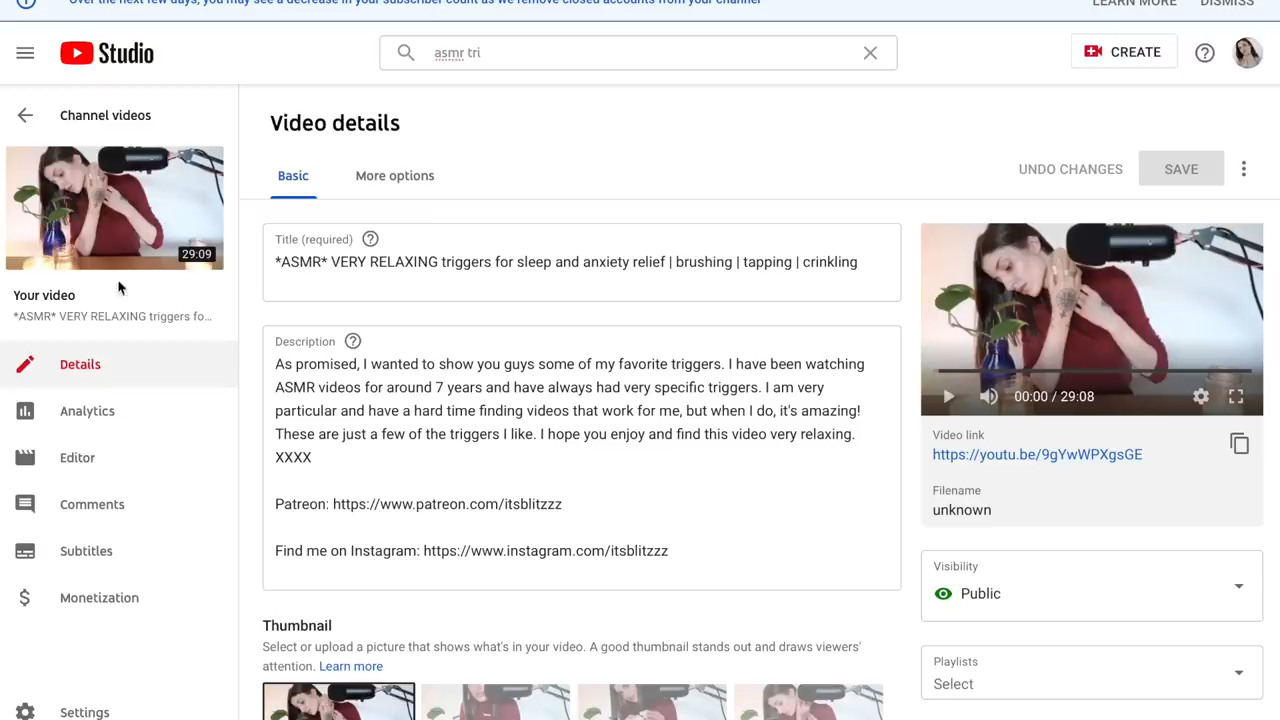 Over the next few days, you may see a decrease in your subscriber count as we remove closed accounts from your channel
LEARN MORE
DISMISS
Studio
asmr tri
CREATE
Channel videos
29:09
Your video
*ASMR* VERY RELAXING triggers fo...
Details
Analytics
Editor
Comments
Subtitles
Monetization
Settings
Video details
Basic
More options
UNDO CHANGES
SAVE
Title (required)
*ASMR* VERY RELAXING triggers for sleep and anxiety relief | brushing | tapping | crinkling
Description
As promised, I wanted to show you guys some of my favorite triggers. I have been watching
ASMR videos for around 7 years and have always had very specific triggers. I am very
particular and have a hard time finding videos that work for me, but when I do, it's amazing!
These are just a few of the triggers I like. I hope you enjoy and find this video very relaxing.
XXXX
Patreon: https://www.patreon.com/itsblitzzz
Find me on Instagram: https://www.instagram.com/itsblitzzz
Thumbnail
Select or upload a picture that shows what's in your video. A good thumbnail stands out and draws viewers'
attention. Learn more
00:00 / 29:08
Video link
https://youtu.be/9gYwWPXgsGE
Filename
unknown
Visibility
Public
Playlists
Select